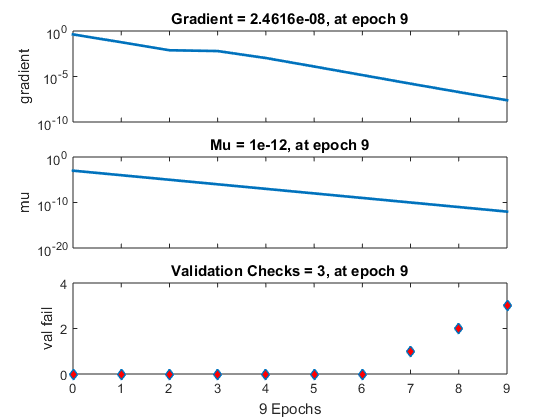 Gradient = 2.4616e-08, at epoch 9
10^0
10^-5
10^-10
gradient
Mu = 1e-12, at epoch 9
10^0
10^-10
10^-20
mu
Validation Checks = 3, at epoch 9
4
2
0
val fail
0 1 2 3 4 5 6 7 8 9
9 Epochs